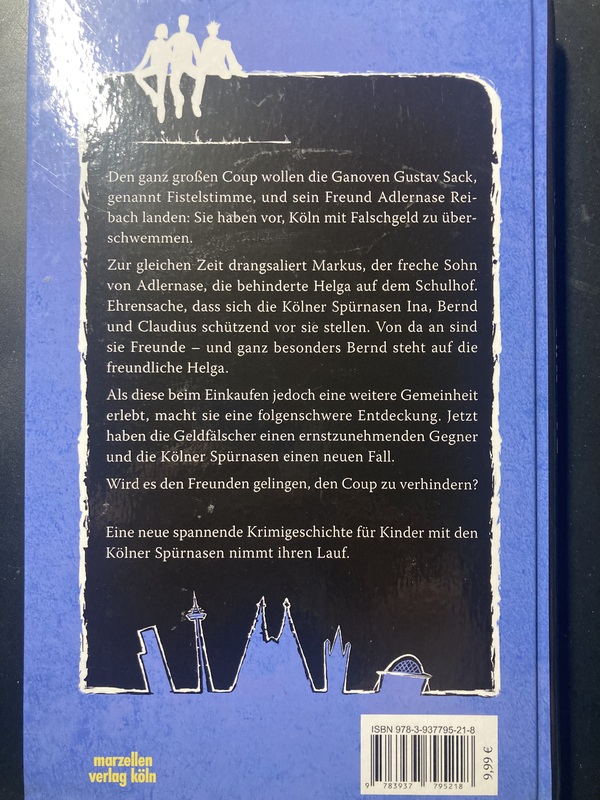 Den ganz großen Coup wollen die Ganoven Gustav Sack,
genannt Fistelstimme, und sein Freund Adlernase Rei-
bach landen: Sie haben vor, Köln mit Falschgeld zu über-
schwemmen.
Zur gleichen Zeit drangsaliert Markus, der freche Sohn
von Adlernase, die behinderte Helga auf dem Schulhof.
Ehrensache, dass sich die Kölner Spürnasen Ina, Bernd
und Claudius schützend vor sie stellen. Von da an sind
sie Freunde – und ganz besonders Bernd steht auf die
freundliche Helga.
Als diese beim Einkaufen jedoch eine weitere Gemeinheit
erlebt, macht sie eine folgenschwere Entdeckung. Jetzt
haben die Geldfälscher einen ernstzunehmenden Gegner
und die Kölner Spürnasen einen neuen Fall.
Wird es den Freunden gelingen, den Coup zu verhindern?
Eine neue spannende Krimigeschichte für Kinder mit den
Kölner Spürnasen nimmt ihren Lauf.
marzellen
verlag köln
ISBN 978-3-937795-21-8
9 783937 795218
9,99 €